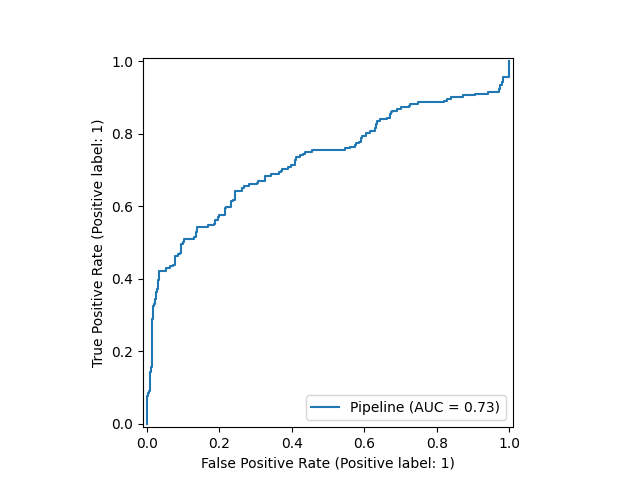 1.0
0.8
0.6
0.4
0.2
0.0
True Positive Rate (Positive label: 1)
Pipeline (AUC = 0.73)
0.0 0.2 0.4 0.6 0.8 1.0
False Positive Rate (Positive label: 1)